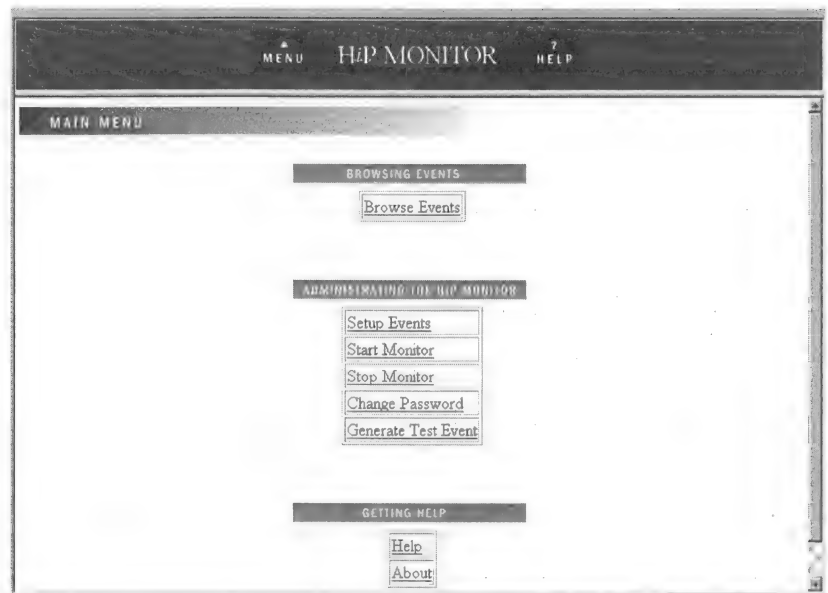 MENU HiP MONITOR ? HELP
MAIN MENU
BROWSING EVENTS
Browse Events
ADMINISTRATING THE HiP MONITOR
Setup Events
Start Monitor
Stop Monitor
Change Password
Generate Test Event
GETTING HELP
Help
About